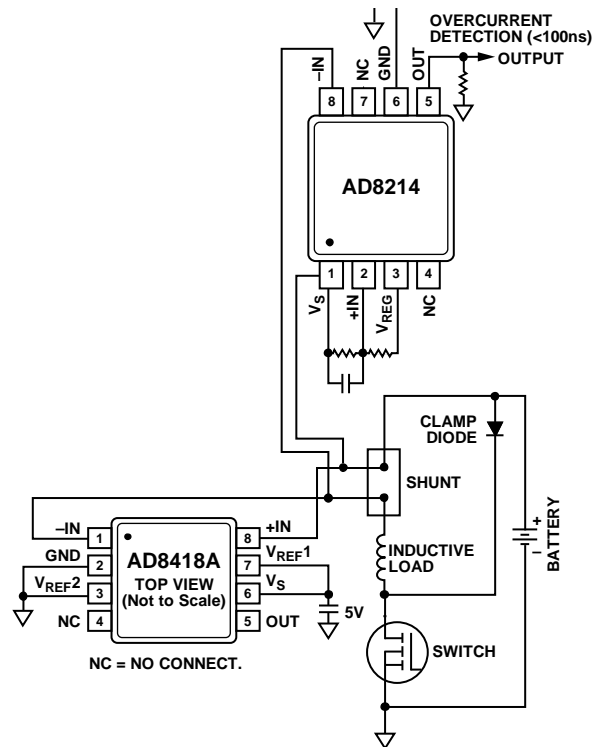 OVERCURRENT
DETECTION (<100ns)
OUTPUT
–IN
NC
GND
OUT
8
7
6
5
AD8214
1
2
3
4
VS
+IN
VREG
NC
CLAMP
DIODE
SHUNT
INDUCTIVE
LOAD
+
–
BATTERY
SWITCH
–IN
GND
VREF2
NC
1
2
3
4
AD8418A
TOP VIEW
(Not to Scale)
8
7
6
5
+IN
VREF1
VS
OUT
5V
NC = NO CONNECT.